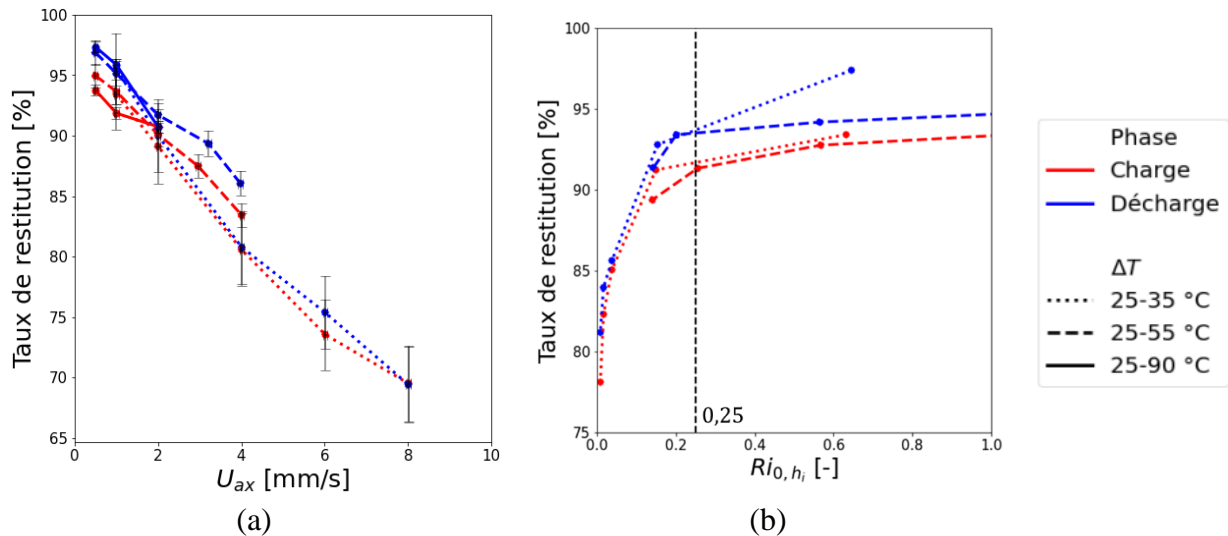 100
95
90
85
80
75
70
65
Taux de restitution [%]
0 2 4 6 8 10
U_ax [mm/s]
(a)
100
95
90
85
80
75
Taux de restitution [%]
0,25
0.0 0.2 0.4 0.6 0.8 1.0
Ri_{0, h_i} [-]
(b)
Phase
Charge
Décharge
ΔT
25-35 °C
25-55 °C
25-90 °C